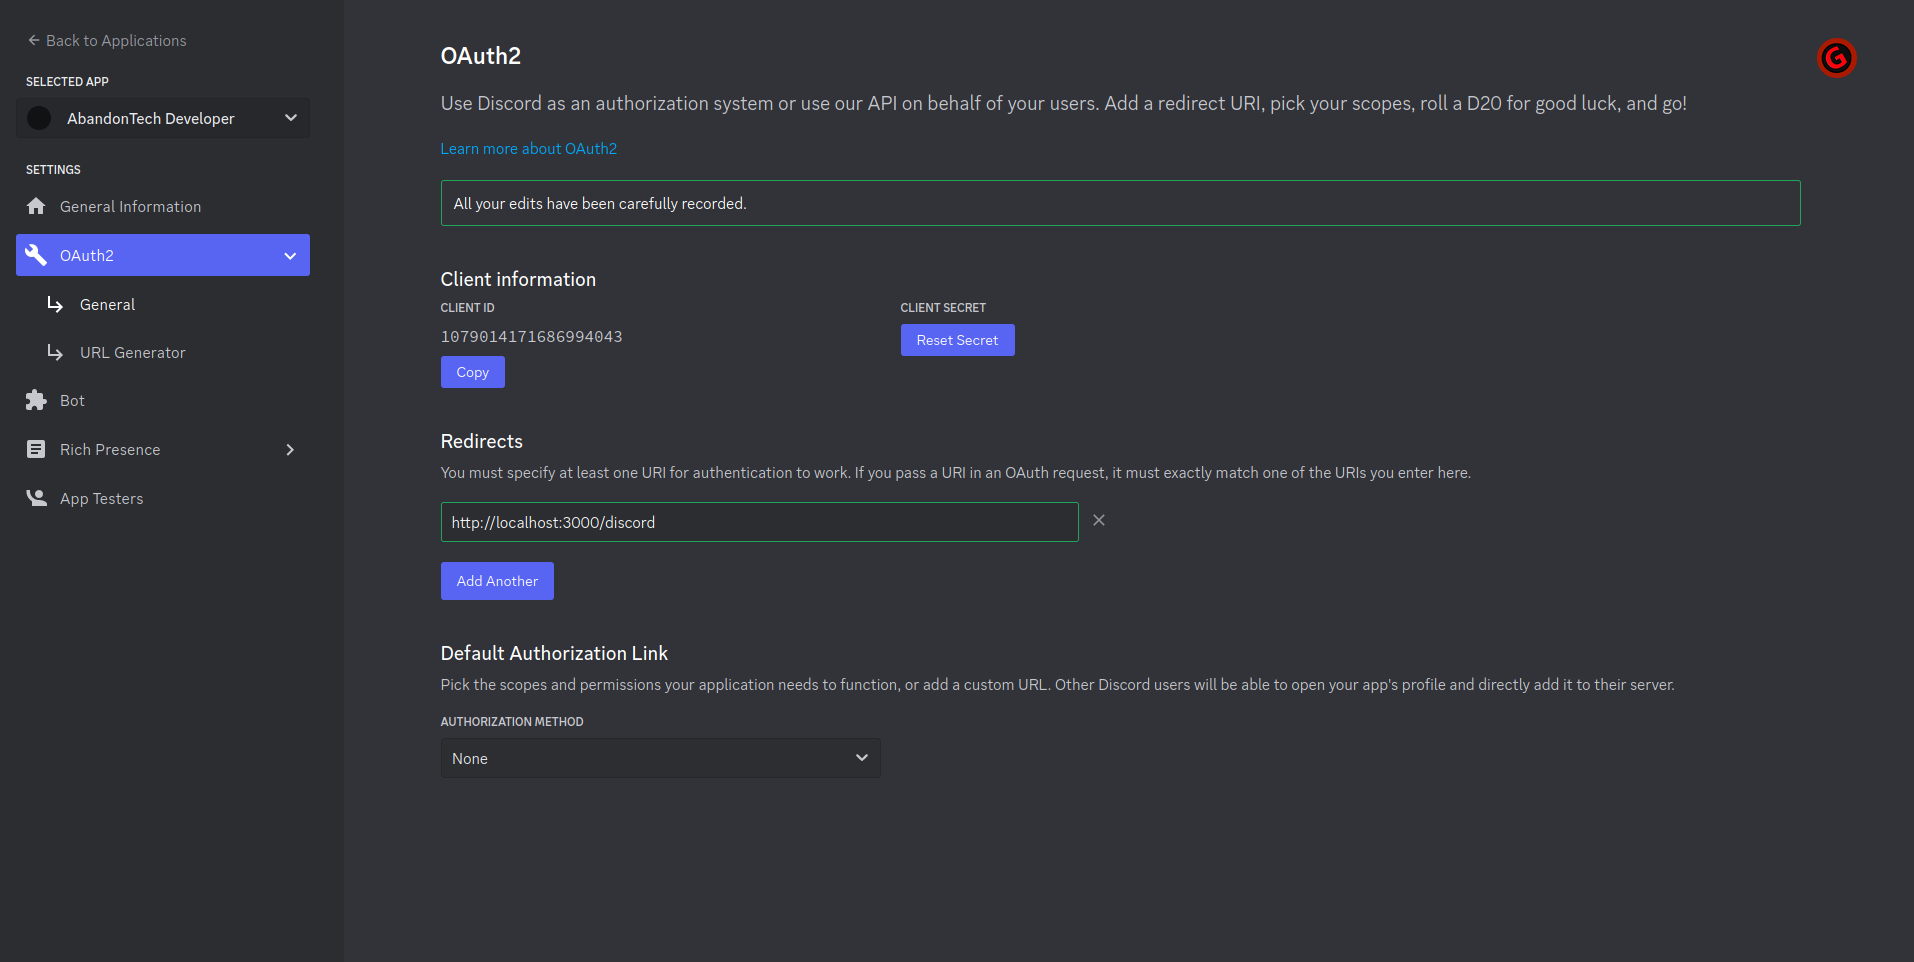 Back to Applications
SELECTED APP
AbandonTech Developer
SETTINGS
General Information
OAuth2
General
URL Generator
Bot
Rich Presence
App Testers
OAuth2
Use Discord as an authorization system or use our API on behalf of your users. Add a redirect URI, pick your scopes, roll a D20 for good luck, and go!
Learn more about OAuth2
All your edits have been carefully recorded.
Client information
CLIENT ID
1079014171686994043
Copy
CLIENT SECRET
Reset Secret
Redirects
You must specify at least one URI for authentication to work. If you pass a URI in an OAuth request, it must exactly match one of the URIs you enter here.
http://localhost:3000/discord
Add Another
Default Authorization Link
Pick the scopes and permissions your application needs to function, or add a custom URL. Other Discord users will be able to open your app's profile and directly add it to their server.
AUTHORIZATION METHOD
None
G